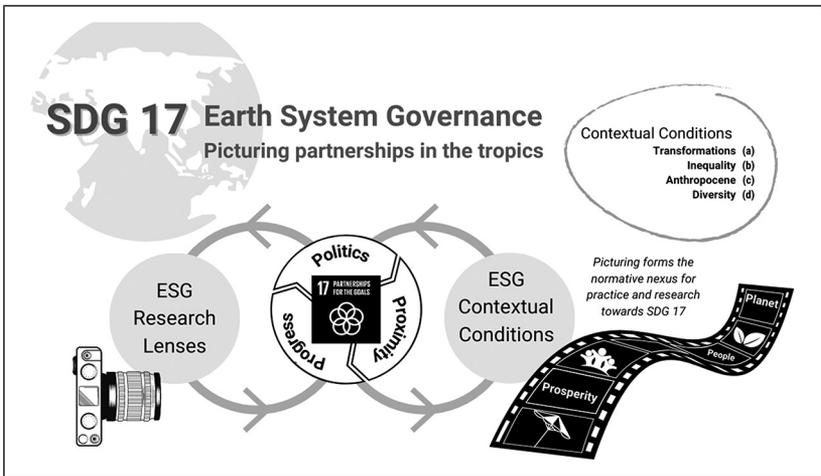 SDG 17
Earth System Governance
Picturing partnerships in the tropics
Contextual Conditions
Transformations (a)
Inequality (b)
Anthropocene (c)
Diversity (d)
ESG
Research
Lenses
Politics
Proximity
Progress
17 PARTNERSHIPS
FOR THE GOALS
ESG
Contextual
Conditions
Picturing forms the
normative nexus for
practice and research
towards SDG 17
Planet
People
Prosperity